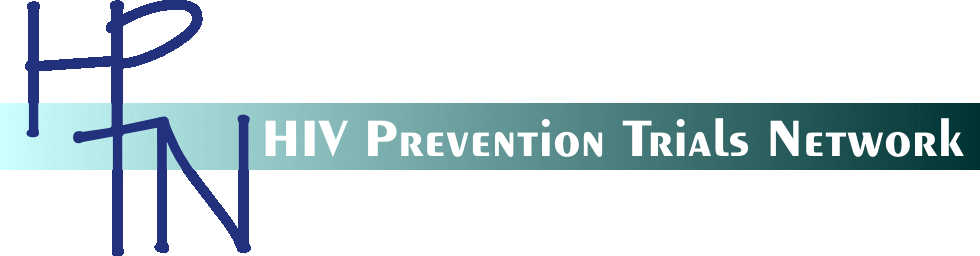 HPTN
HIV Prevention Trials Network